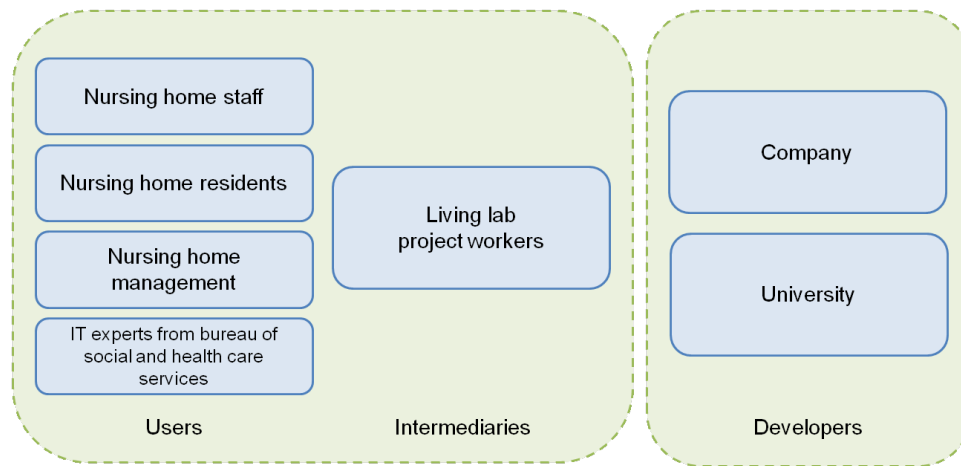 Nursing home staff
Nursing home residents
Nursing home
management
IT experts from bureau of
social and health care
services
Users
Living lab
project workers
Intermediaries
Company
University
Developers